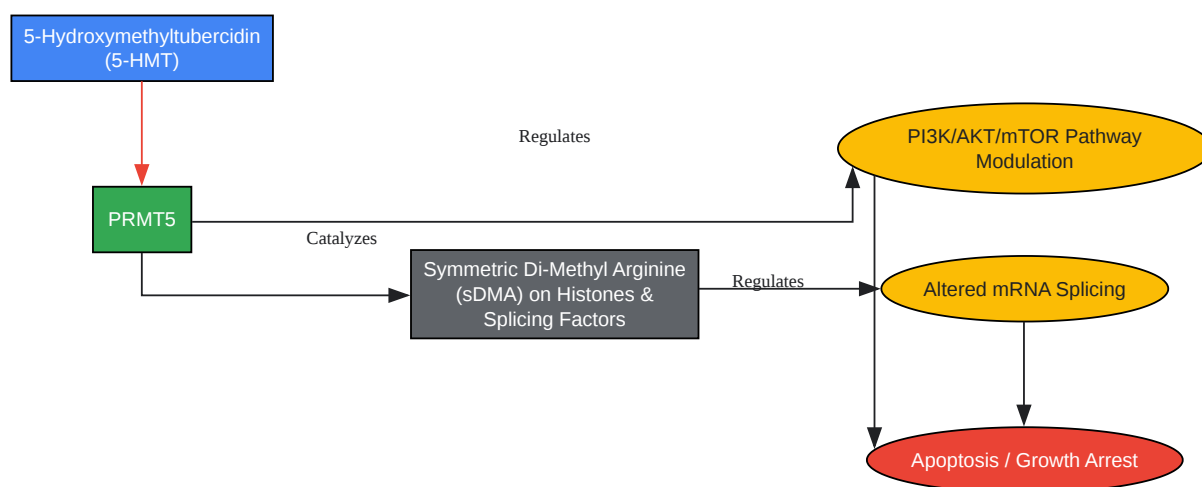 5-Hydroxymethyltubercidin
(5-HMT)
Regulates
PI3K/AKT/mTOR Pathway
Modulation
PRMT5
Catalyzes
Symmetric Di-Methyl Arginine
(sDMA) on Histones &
Splicing Factors
Regulates
Altered mRNA Splicing
Apoptosis / Growth Arrest